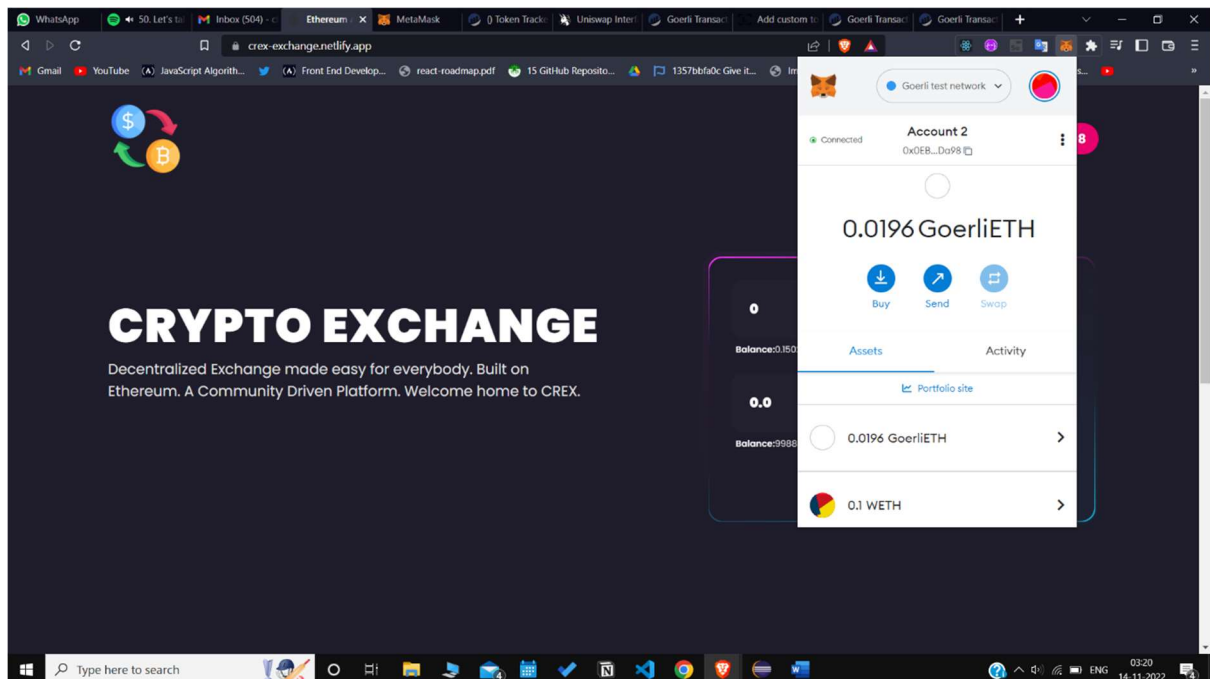 WhatsApp
50. Let's ta
Inbox (504) - c
Ethereum
MetaMask
() Token Tracke
Uniswap Interf
Goerli Transact
Add custom to
Goerli Transact
Goerli Transact
crex-exchange.netlify.app
Gmail
YouTube
JavaScript Algorith...
Front End Develop...
react-roadmap.pdf
15 GitHub Reposito...
1357bbfa0c Give it...
Im
s...
Goerli test network
Connected
Account 2
0x0EB...Da98
8
0.0196 GoerliETH
Buy
Send
Swap
Assets
Activity
Portfolio site
0.0196 GoerliETH
0.1 WETH
$
B
CRYPTO EXCHANGE
Decentralized Exchange made easy for everybody. Built on
Ethereum. A Community Driven Platform. Welcome home to CREX.
0
Balance:0.150
0.0
Balance:9988
Type here to search
4
ENG
03:20
14-11-2022
4